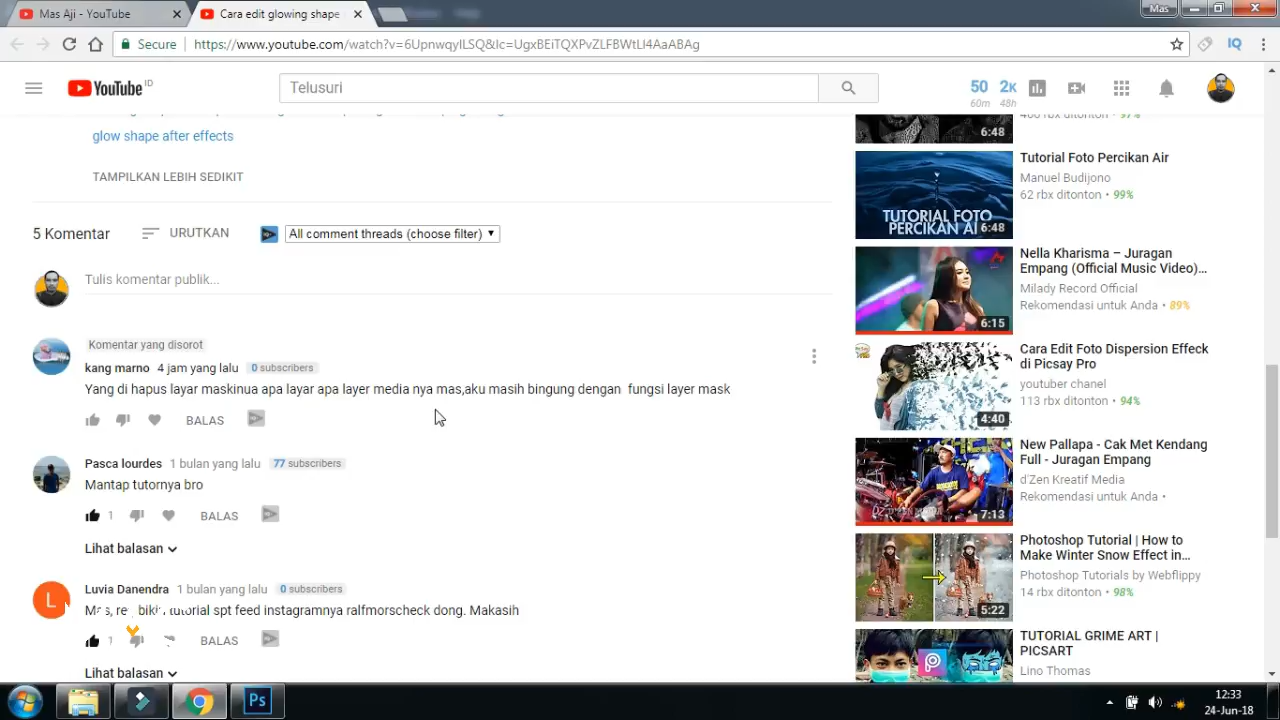 Mas Aji - YouTube
Cara edit glowing shape
Mas
Secure
https://www.youtube.com/watch?v=6UpnwqyILSQ&lc=UgxBEiTQXPvZLFBWtLl4AaABAg
IQ
YouTube ID
Telusuri
50
60m
2K
48h
glow shape after effects
TAMPILKAN LEBIH SEDIKIT
5 Komentar
URUTKAN
All comment threads (choose filter)
Tulis komentar publik...
Komentar yang disorot
kang marno 4 jam yang lalu 0 subscribers
Yang di hapus layar maskinua apa layar apa layer media nya mas,aku masih bingung dengan fungsi layer mask
BALAS
Pasca lourdes 1 bulan yang lalu 77 subscribers
Mantap tutornya bro
1
BALAS
Lihat balasan
L
Luvia Danendra 1 bulan yang lalu 0 subscribers
tutorial spt feed instagramnya ralfmorscheck dong. Makasih
1
BALAS
Lihat balasan
6:48
TUTORIAL FOTO
PERCIKAN AI
6:48
Tutorial Foto Percikan Air
Manuel Budijono
62 rbx ditonton • 99%
6:15
Nella Kharisma – Juragan
Empang (Official Music Video)...
Milady Record Official
Rekomendasi untuk Anda • 89%
4:40
Cara Edit Foto Dispersion Effeck
di Picsay Pro
youtuber chanel
113 rbx ditonton • 94%
7:13
New Pallapa - Cak Met Kendang
Full - Juragan Empang
d'Zen Kreatif Media
Rekomendasi untuk Anda •
5:22
Photoshop Tutorial | How to
Make Winter Snow Effect in...
Photoshop Tutorials by Webflippy
14 rbx ditonton • 98%
TUTORIAL GRIME ART |
PICSART
Lino Thomas
Ps
12:33
24-Jun-18